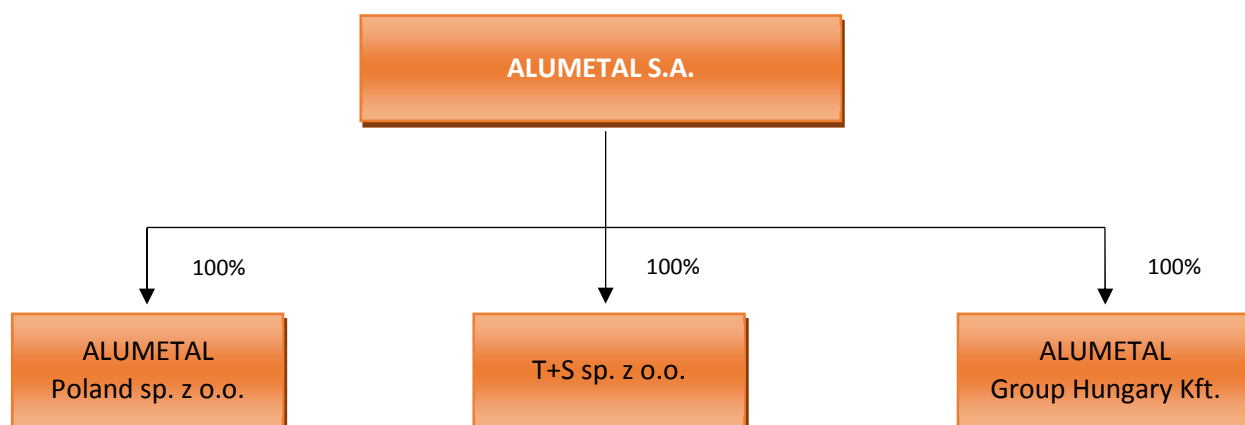 ALUMETAL S.A.
100%
100%
100%
ALUMETAL
Poland sp. z o.o.
T+S sp. z o.o.
ALUMETAL
Group Hungary Kft.